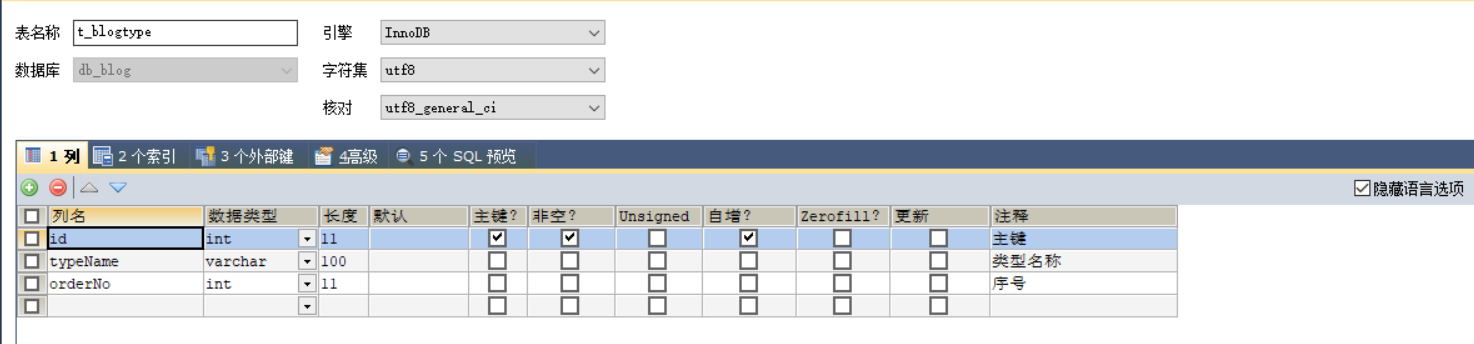 表名称 t_blogtype 引擎 InnoDB
数据库 db_blog 字符集 utf8
核对 utf8_general_ci
1 列 2 个索引 3 个外部键 4高级 5 个 SQL 预览
隐藏语言选项
列名 数据类型 长度 默认 主键? 非空? Unsigned 自增? Zerofill? 更新 注释
id int 11 主键
typeName varchar 100 类型名称
orderNo int 11 序号